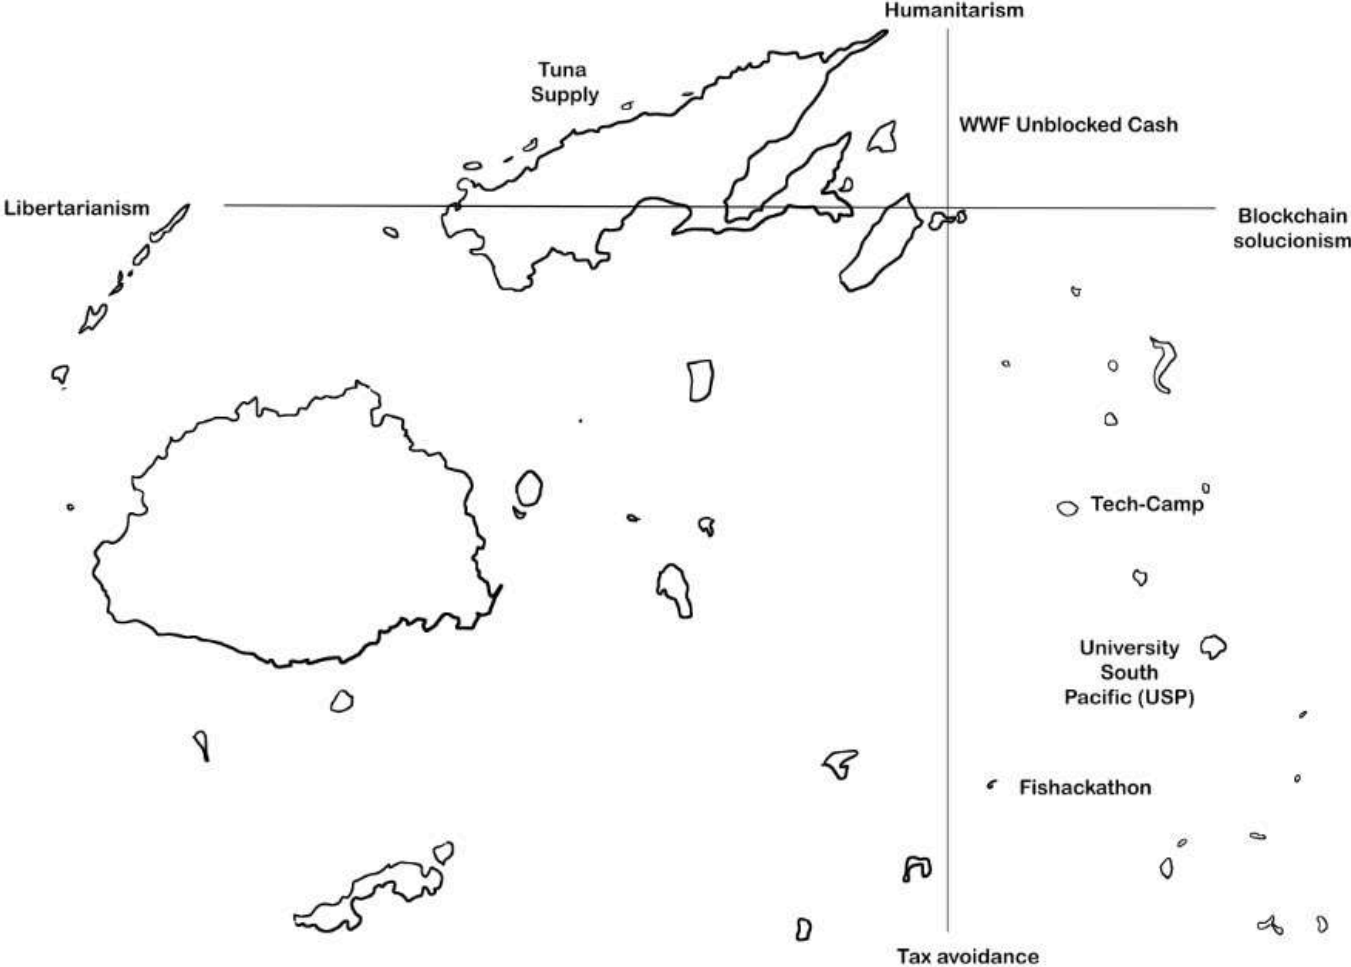 Humanitarism
Tuna
Supply
WWF Unblocked Cash
Libertarianism
Blockchain
solucionism
Tech-Camp
University
South
Pacific (USP)
Fishackathon
Tax avoidance